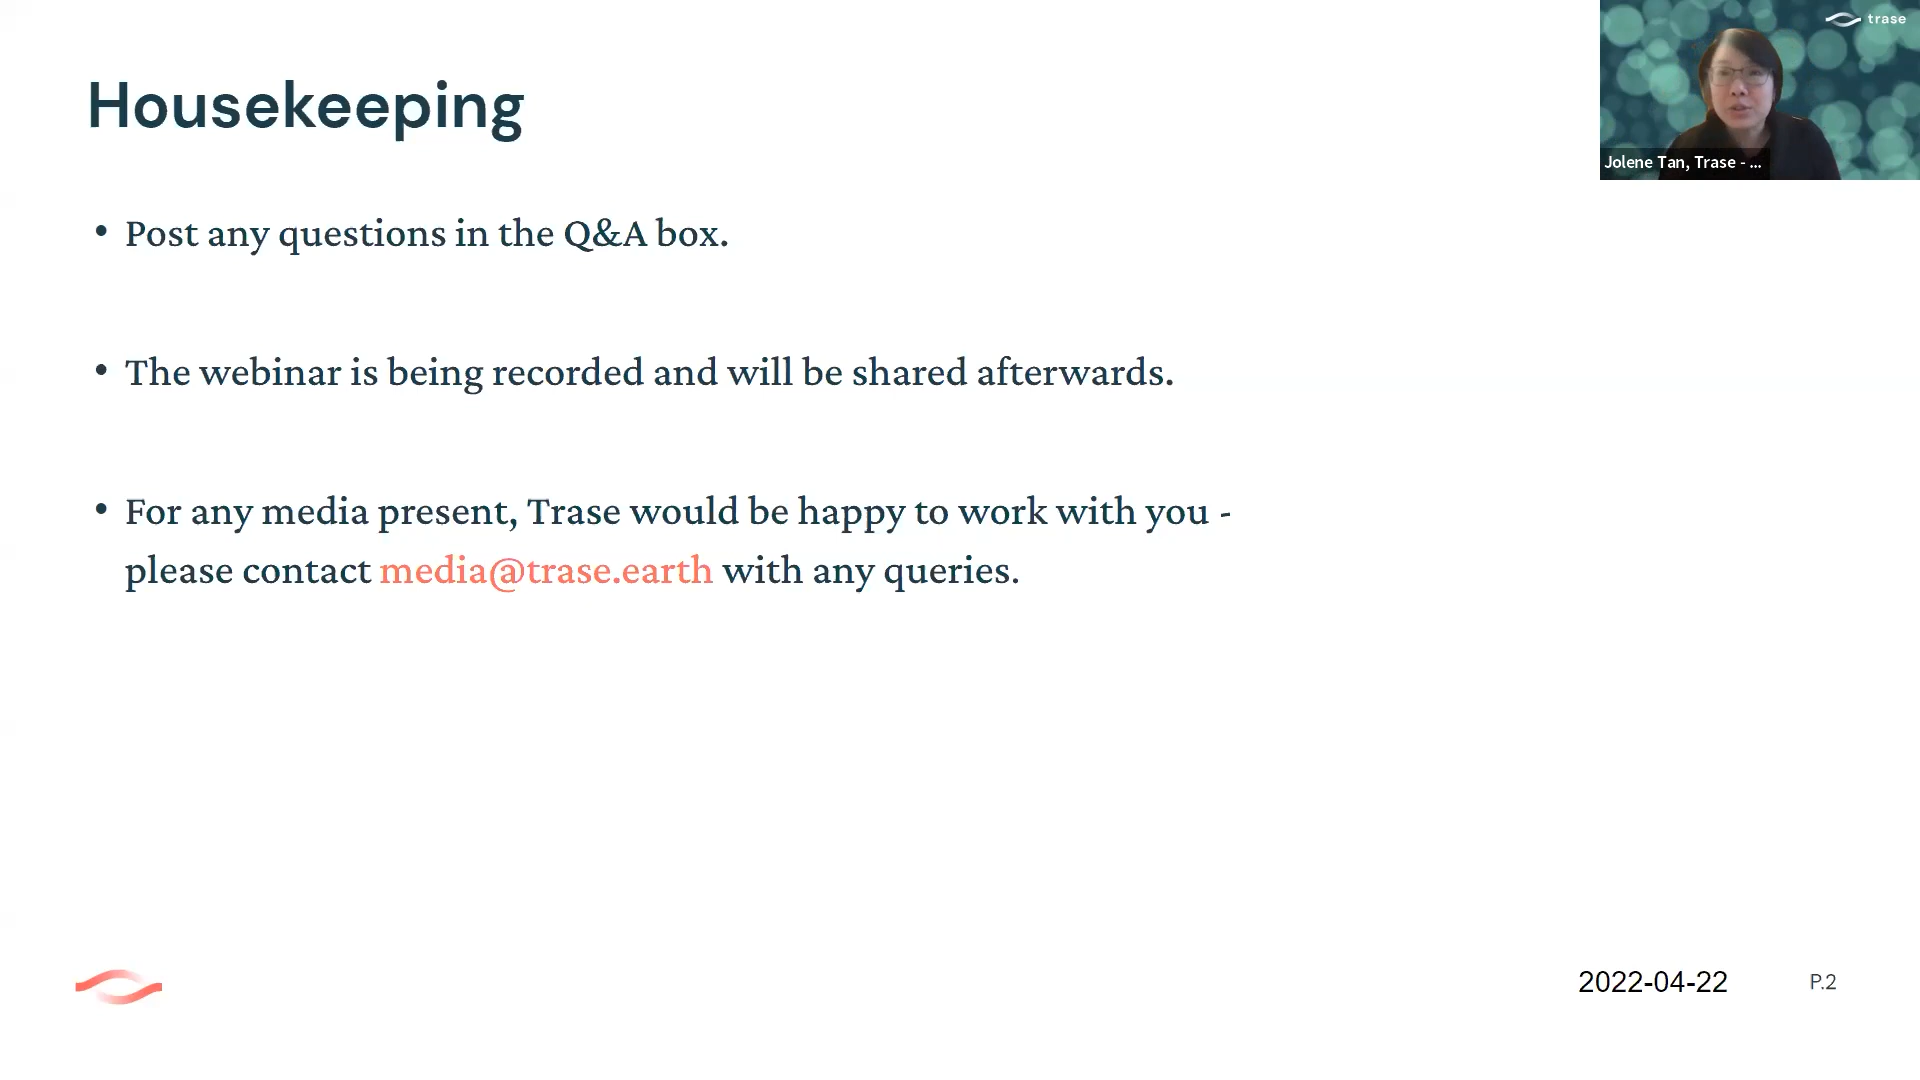 trase
Housekeeping
Jolene Tan, Trase - ...
• Post any questions in the Q&A box.
• The webinar is being recorded and will be shared afterwards.
• For any media present, Trase would be happy to work with you -
please contact media@trase.earth with any queries.
2022-04-22
P.2